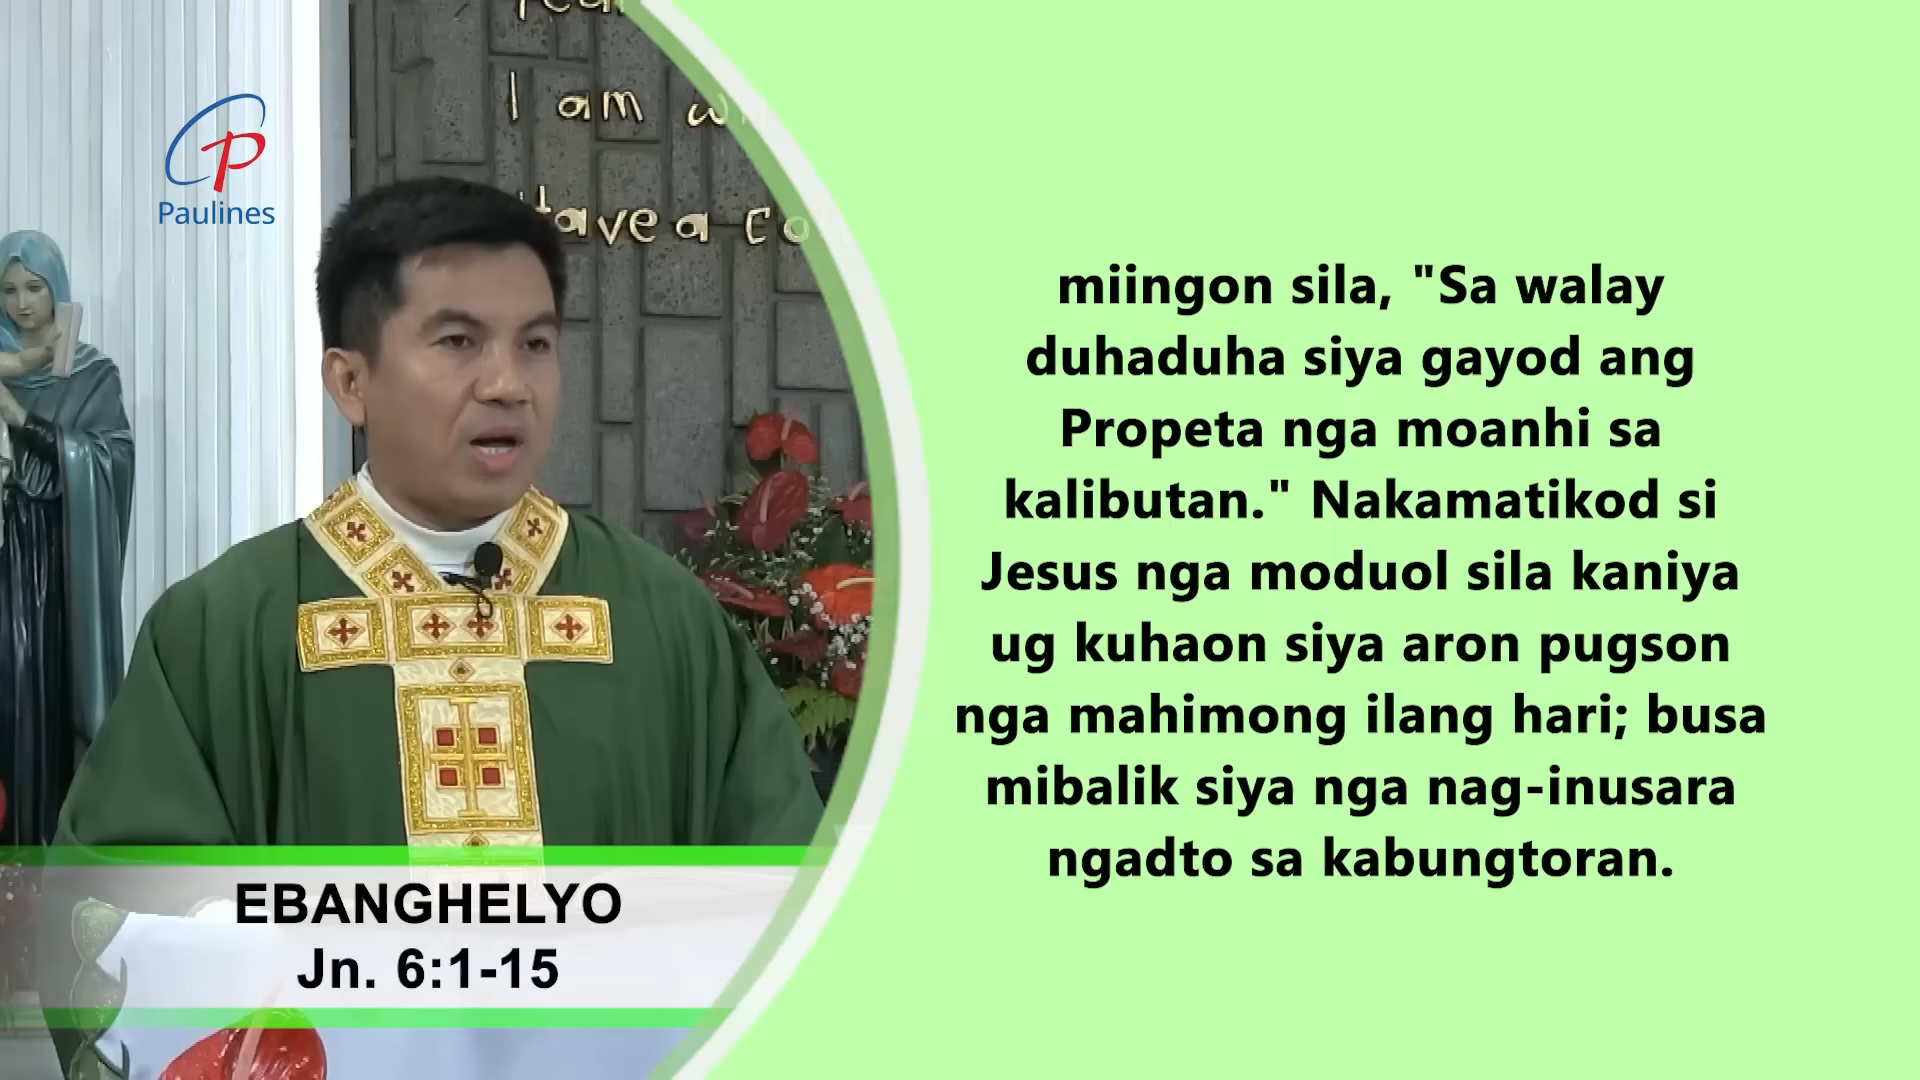 I am
Have a
Paulines
miingon sila, "Sa walay
duhaduha siya gayod ang
Propeta nga moanhi sa
kalibutan." Nakamatikod si
Jesus nga moduol sila kaniya
ug kuhaon siya aron pugson
nga mahimong ilang hari; busa
mibalik siya nga nag-inusara
ngadto sa kabungtoran.
EBANGHELYO
Jn. 6:1-15